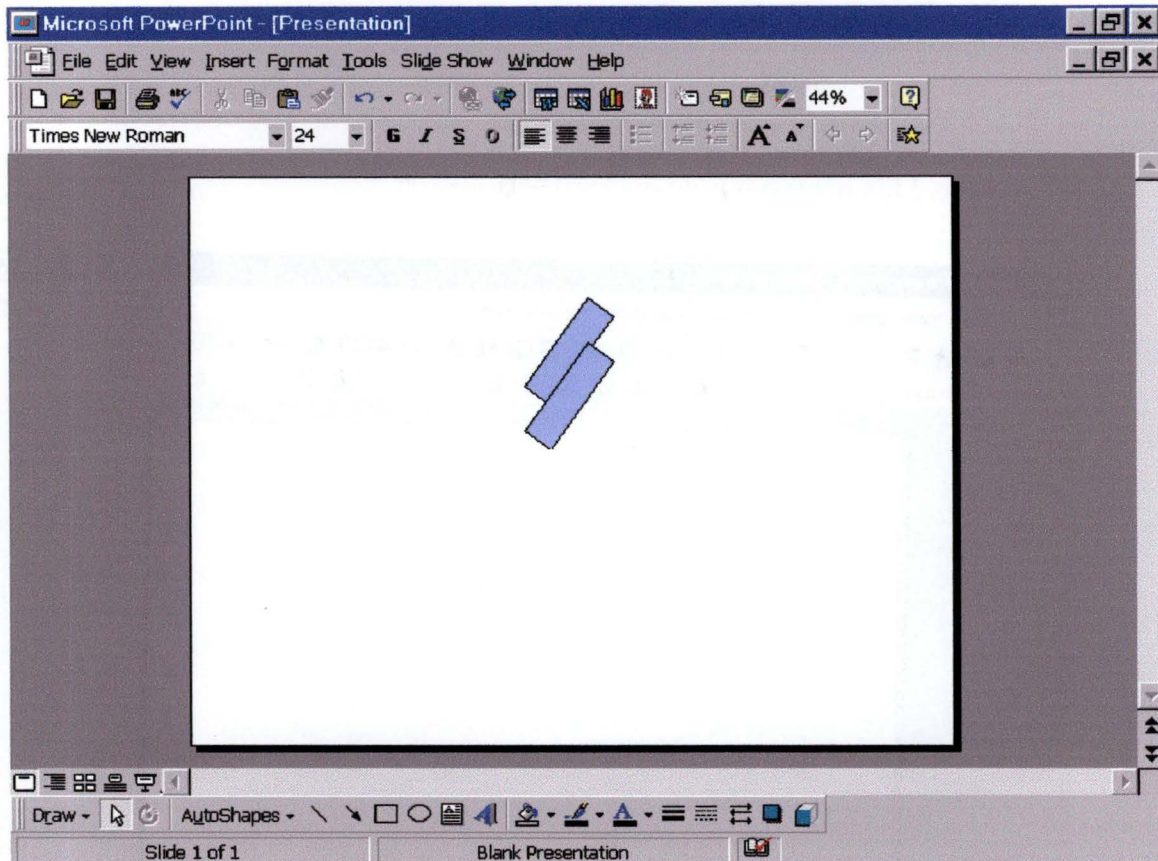 Microsoft PowerPoint - [Presentation]
File Edit View Insert Format Tools Slide Show Window Help
ABC 44% ?
Times New Roman 24 G I S O A A
Draw AutoShapes A A
Slide 1 of 1 Blank Presentation